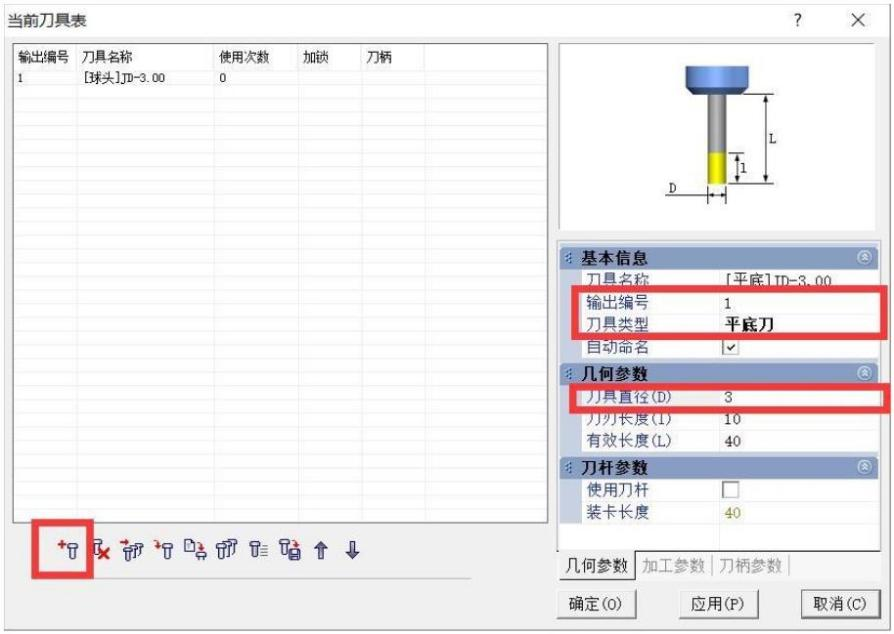 当前刀具表
? ×
输出编号 刀具名称 使用次数 加锁 刀柄
1 [球头]JD-3.00 0
L
l
D
基本信息
刀具名称 [平底]JD-3.00
输出编号 1
刀具类型 平底刀
自动命名
几何参数
刀具直径(D) 3
刀刃长度(l) 10
有效长度(L) 40
刀杆参数
使用刀杆
装卡长度 40
几何参数 加工参数 刀柄参数
确定(O) 应用(P) 取消(C)